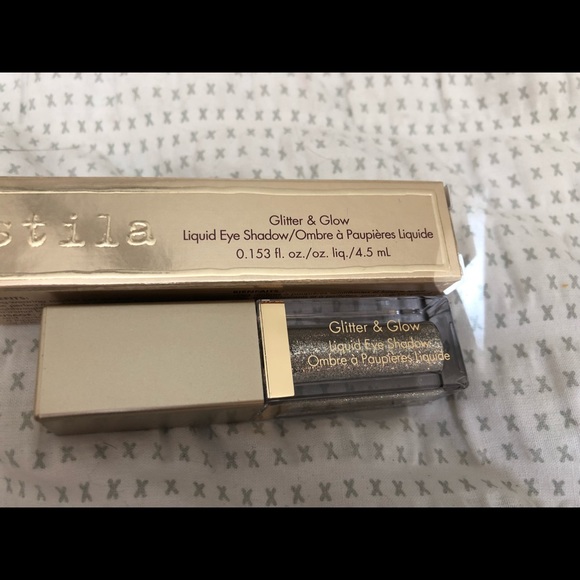 stila
Glitter & Glow
Liquid Eye Shadow/Ombre à Paupières Liquide
0.153 fl. oz./oz. liq./4.5 mL
Glitter & Glow
Liquid Eye Shadow
Ombre à Paupières Liquide